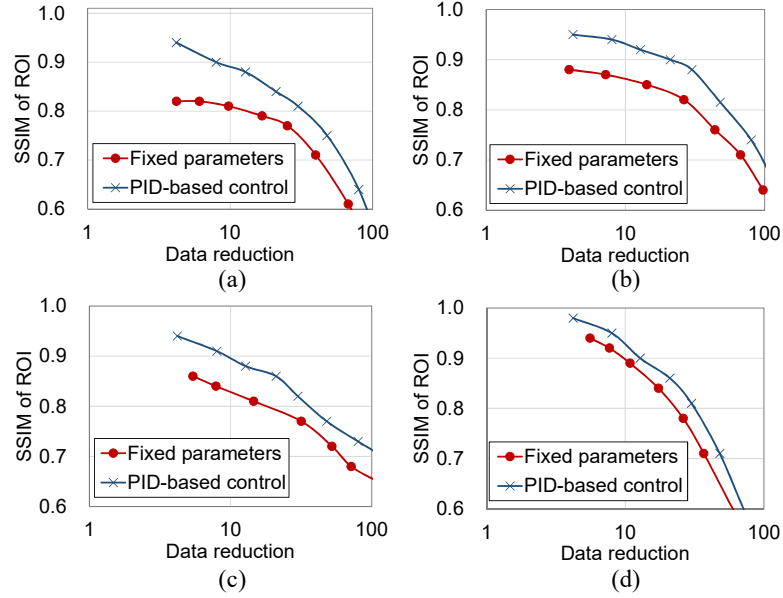 1.0
0.9
0.8
0.7
0.6
SSIM of ROI
Fixed parameters
PID-based control
1
10
100
Data reduction
(a)
1.0
0.9
0.8
0.7
0.6
SSIM of ROI
Fixed parameters
PID-based control
1
10
100
Data reduction
(b)
1.0
0.9
0.8
0.7
0.6
SSIM of ROI
Fixed parameters
PID-based control
1
10
100
Data reduction
(c)
1.0
0.9
0.8
0.7
0.6
SSIM of ROI
Fixed parameters
PID-based control
1
10
100
Data reduction
(d)